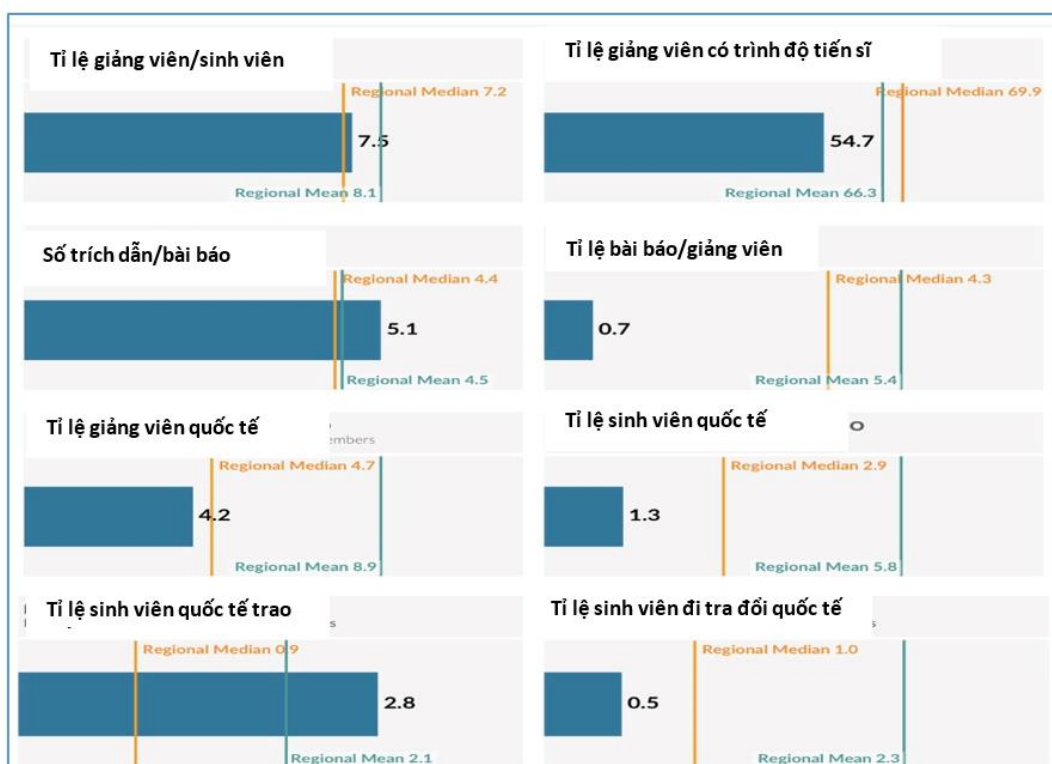 Tỉ lệ giảng viên/sinh viên
Regional Median 7.2
7.5
Regional Mean 8.1
Tỉ lệ giảng viên có trình độ tiến sĩ
Regional Median 69.9
54.7
Regional Mean 66.3
Số trích dẫn/bài báo
Regional Median 4.4
5.1
Regional Mean 4.5
Tỉ lệ bài báo/giảng viên
Regional Median 4.3
0.7
Regional Mean 5.4
Tỉ lệ giảng viên quốc tế
Regional Median 4.7
4.2
Regional Mean 8.9
Tỉ lệ sinh viên quốc tế
Regional Median 2.9
1.3
Regional Mean 5.8
Tỉ lệ sinh viên quốc tế trao
Regional Median 0.9
2.8
Regional Mean 2.1
Tỉ lệ sinh viên đi tra đổi quốc tế
Regional Median 1.0
0.5
Regional Mean 2.3